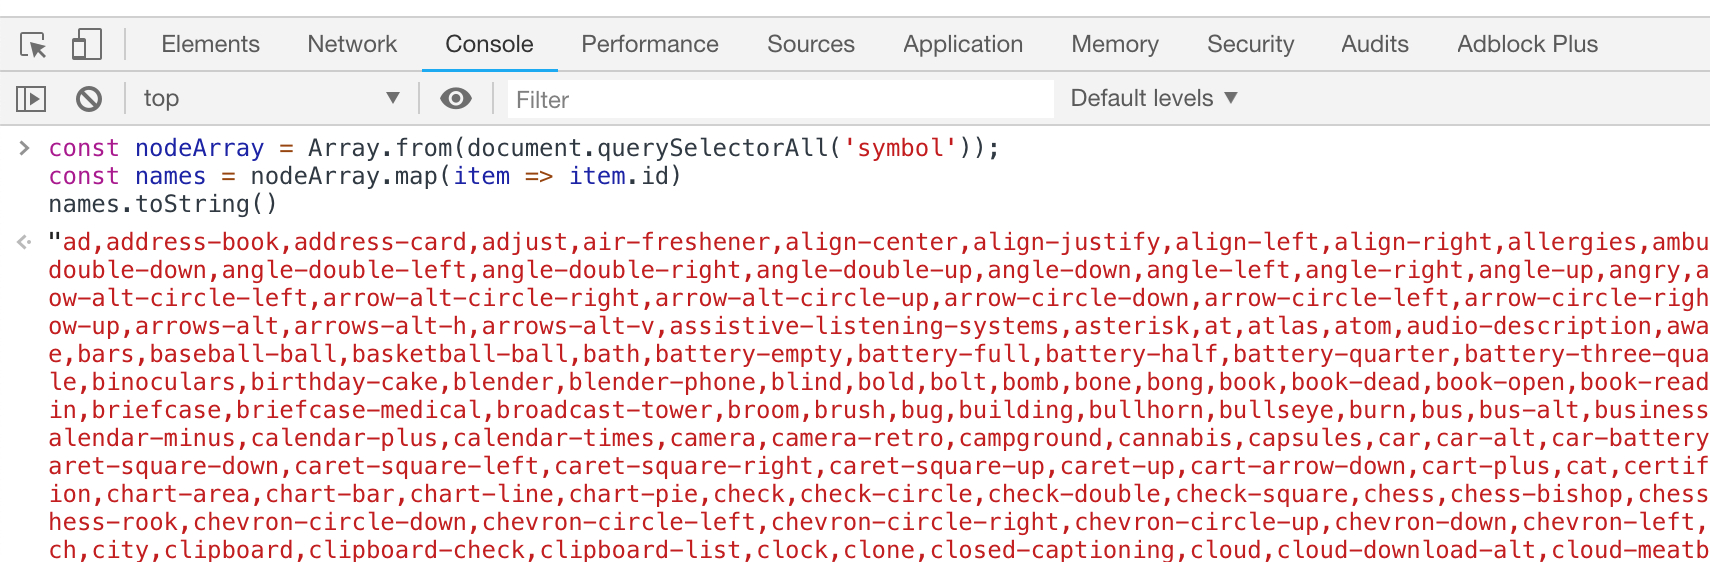 Elements Network Console Performance Sources Application Memory Security Audits Adblock Plus
top ▼ Filter Default levels ▼
> const nodeArray = Array.from(document.querySelectorAll('symbol'));
const names = nodeArray.map(item => item.id)
names.toString()
"ad,address-book,address-card,adjust,air-freshener,align-center,align-justify,align-left,align-right,allergies,ambu
double-down,angle-double-left,angle-double-right,angle-double-up,angle-down,angle-left,angle-right,angle-up,angry,a
ow-alt-circle-left,arrow-alt-circle-right,arrow-alt-circle-up,arrow-circle-down,arrow-circle-left,arrow-circle-righ
ow-up,arrows-alt,arrows-alt-h,arrows-alt-v,assistive-listening-systems,asterisk,at,atlas,atom,audio-description,awa
e,bars,baseball-ball,basketball-ball,bath,battery-empty,battery-full,battery-half,battery-quarter,battery-three-qua
le,binoculars,birthday-cake,blender,blender-phone,blind,bold,bolt,bomb,bone,bong,book,book-dead,book-open,book-read
in,briefcase,briefcase-medical,broadcast-tower,broom,brush,bug,building,bullhorn,bullseye,burn,bus,bus-alt,business
alendar-minus,calendar-plus,calendar-times,camera,camera-retro,campground,cannabis,capsules,car,car-alt,car-battery
aret-square-down,caret-square-left,caret-square-right,caret-square-up,caret-up,cart-arrow-down,cart-plus,cat,certif
ion,chart-area,chart-bar,chart-line,chart-pie,check,check-circle,check-double,check-square,chess,chess-bishop,chess
hess-rook,chevron-circle-down,chevron-circle-left,chevron-circle-right,chevron-circle-up,chevron-down,chevron-left,
ch,city,clipboard,clipboard-check,clipboard-list,clock,clone,closed-captioning,cloud,cloud-download-alt,cloud-meatb